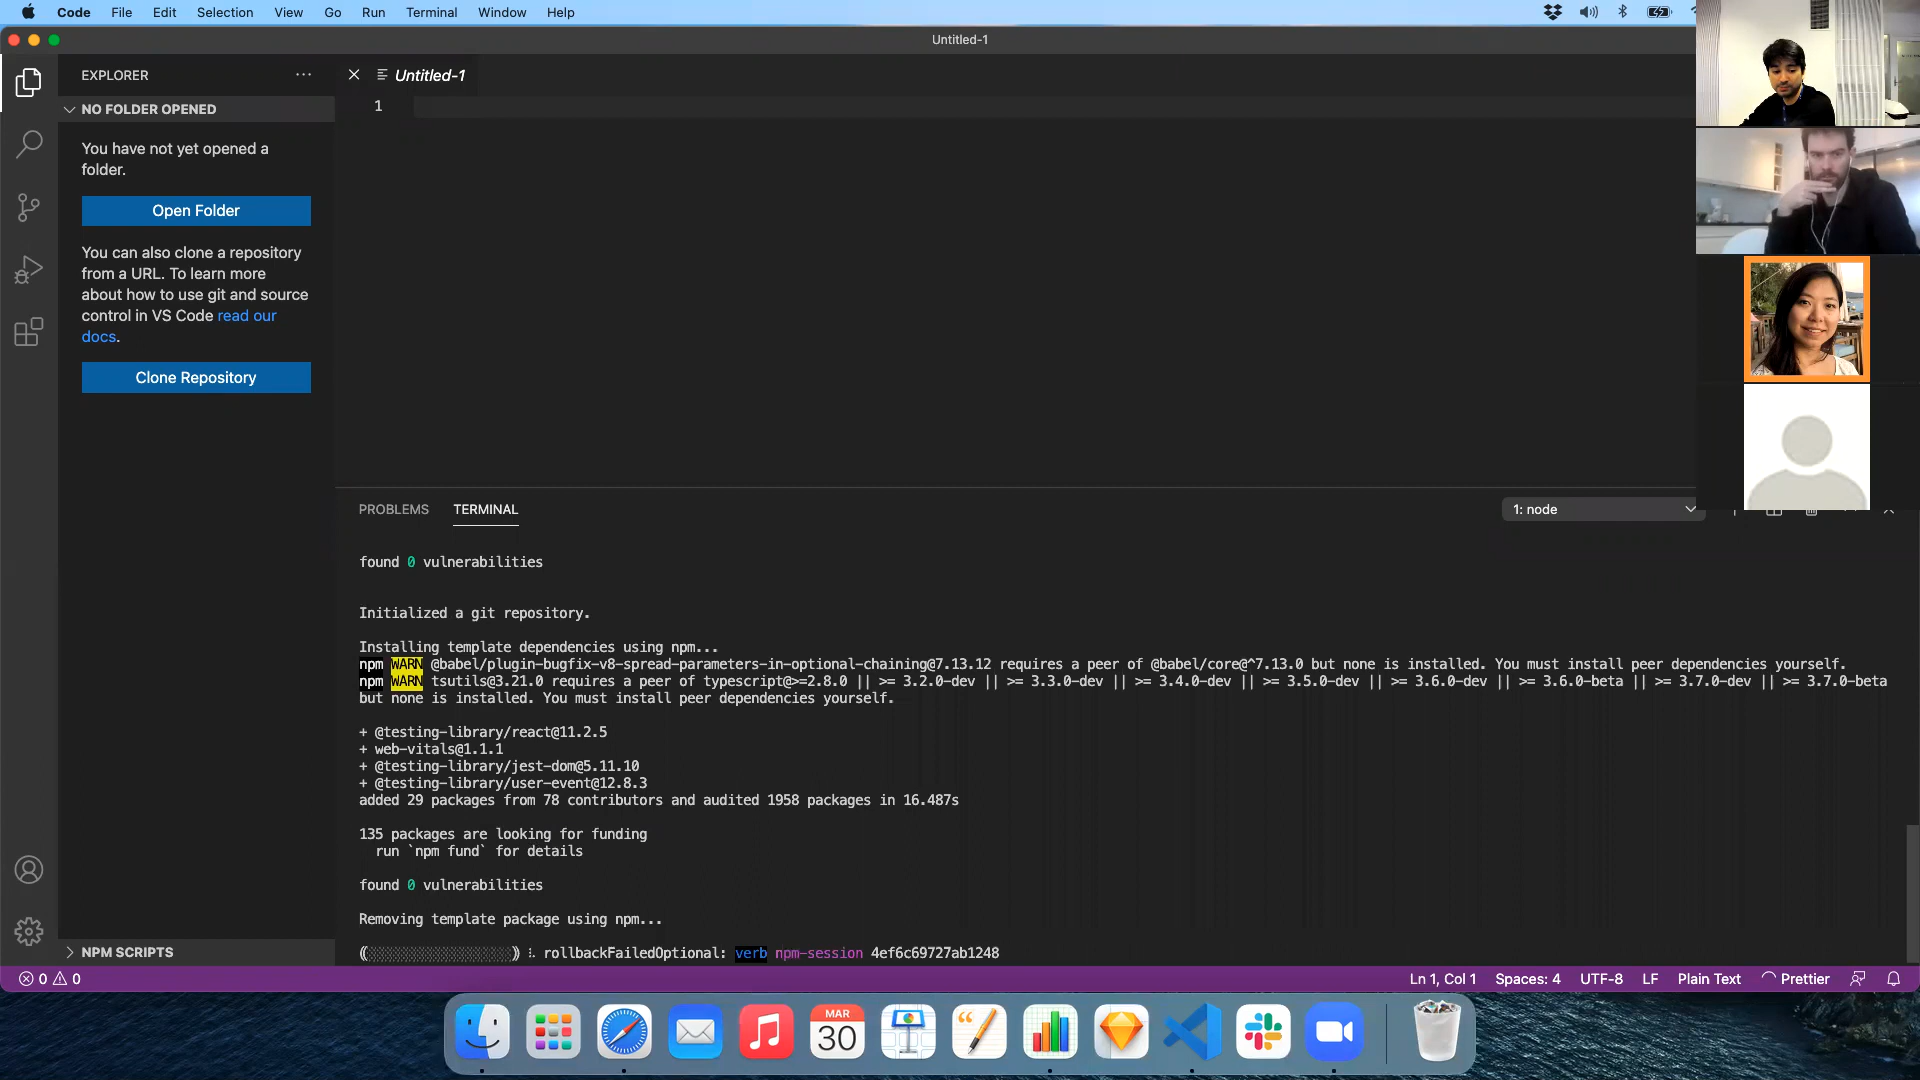 Code File Edit Selection View Go Run Terminal Window Help
Untitled-1
EXPLORER
Untitled-1
NO FOLDER OPENED
1
You have not yet opened a
folder.
Open Folder
You can also clone a repository
from a URL. To learn more
about how to use git and source
control in VS Code read our
docs.
Clone Repository
PROBLEMS TERMINAL
1: node
found 0 vulnerabilities
Initialized a git repository.
Installing template dependencies using npm...
npm WARN @babel/plugin-bugfix-v8-spread-parameters-in-optional-chaining@7.13.12 requires a peer of @babel/core@^7.13.0 but none is installed. You must install peer dependencies yourself.
npm WARN tsutils@3.21.0 requires a peer of typescript@>=2.8.0 || >= 3.2.0-dev || >= 3.3.0-dev || >= 3.4.0-dev || >= 3.5.0-dev || >= 3.6.0-dev || >= 3.6.0-beta || >= 3.7.0-dev || >= 3.7.0-beta
but none is installed. You must install peer dependencies yourself.
+ @testing-library/react@11.2.5
+ web-vitals@1.1.1
+ @testing-library/jest-dom@5.11.10
+ @testing-library/user-event@12.8.3
added 29 packages from 78 contributors and audited 1958 packages in 16.487s
135 packages are looking for funding
run `npm fund` for details
found 0 vulnerabilities
Removing template package using npm...
rollbackFailedOptional: verb npm-session 4ef6c69727ab1248
NPM SCRIPTS
0 0
Ln 1, Col 1 Spaces: 4 UTF-8 LF Plain Text Prettier
MAR
30